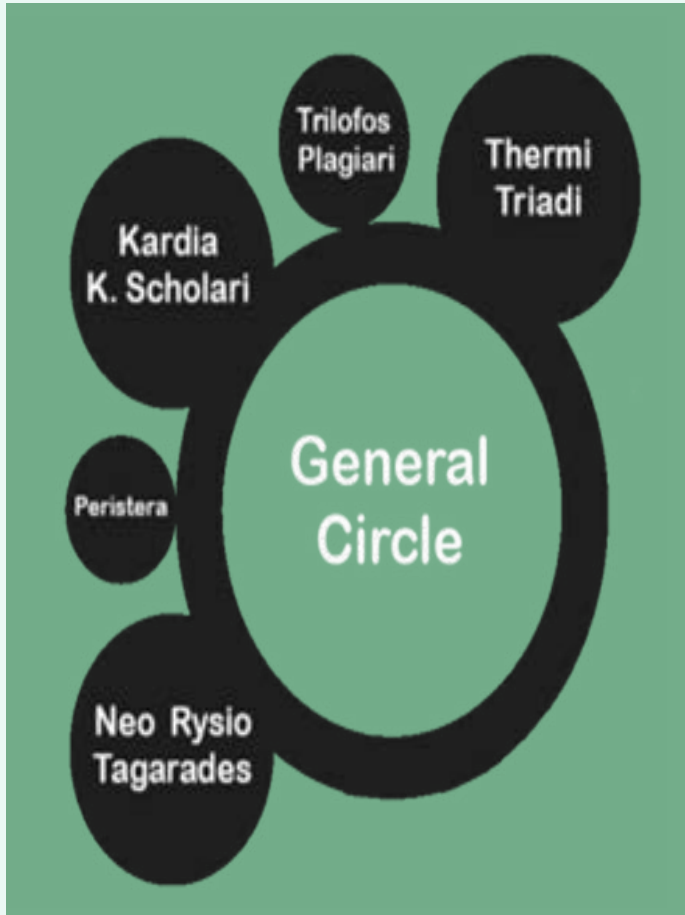 Trilofos
Plagiari
Thermi
Triadi
Kardia
K. Scholari
General
Circle
Peristera
Neo Rysio
Tagarades